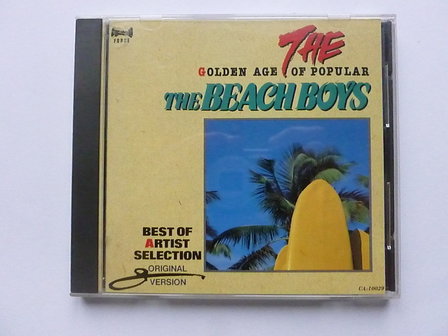 THE
GOLDEN AGE OF POPULAR
THE BEACH BOYS
BEST OF
ARTIST
SELECTION
ORIGINAL
VERSION